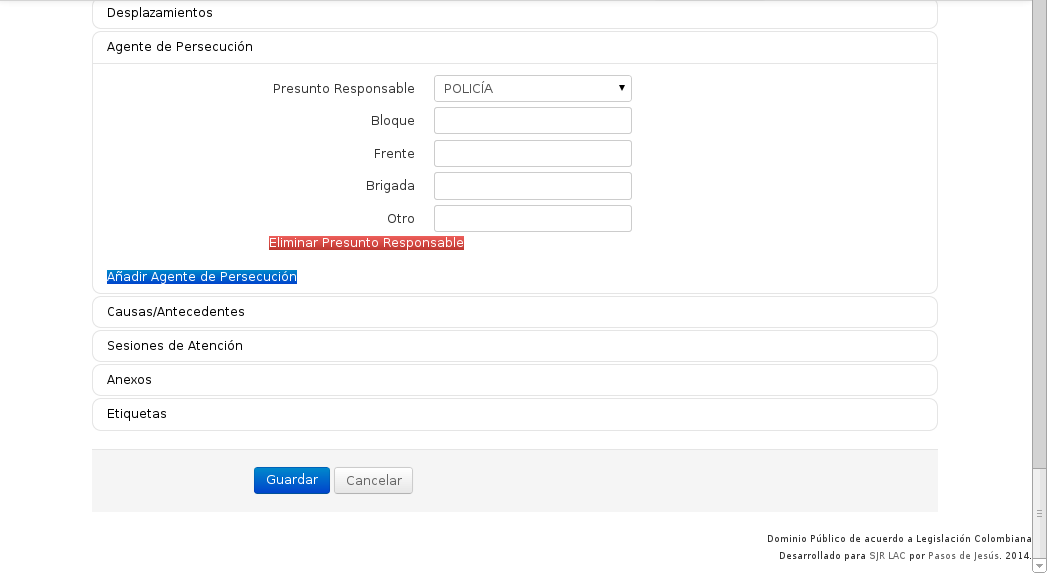 Desplazamientos
Agente de Persecución
Presunto Responsable POLICÍA
Bloque
Frente
Brigada
Otro
Eliminar Presunto Responsable
Añadir Agente de Persecución
Causas/Antecedentes
Sesiones de Atención
Anexos
Etiquetas
Guardar Cancelar
Dominio Público de acuerdo a Legislación Colombiana
Desarrollado para SJR LAC por Pasos de Jesús. 2014.